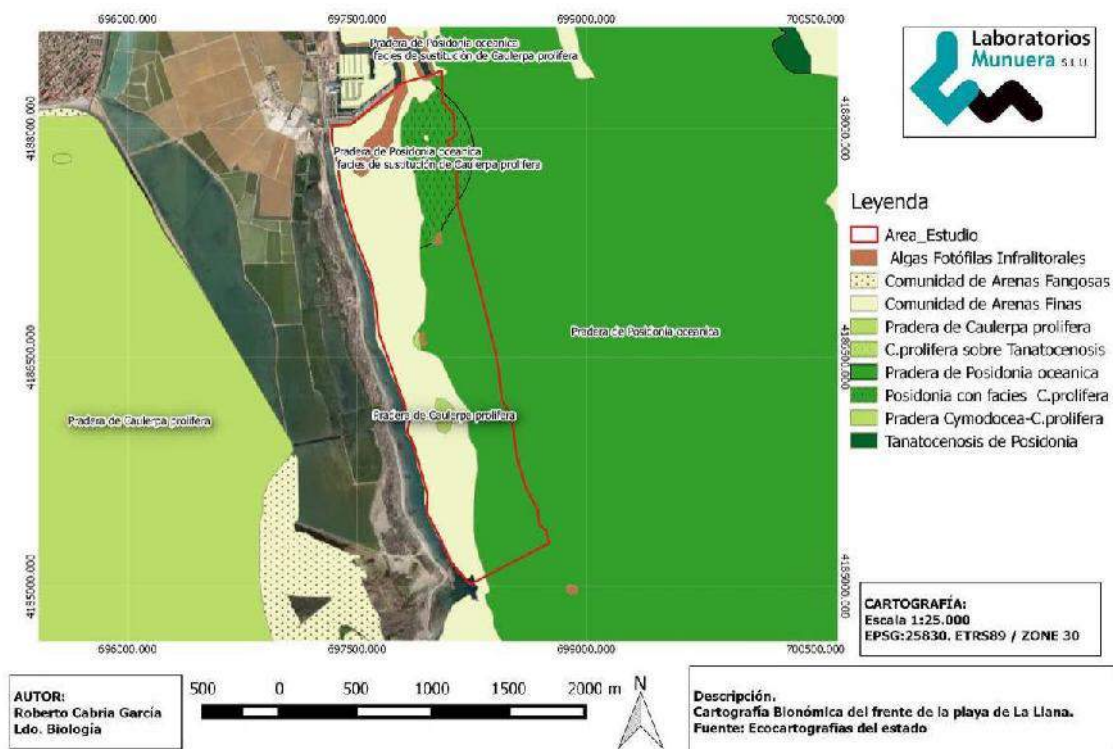 696000.000 697500.000 699000.000 700500.000
Laboratorios
Munuera S.L.U.
Pradera de Posidonia oceanica
facies de sustitución de Caulerpa prolifera
4188000.000
4188000.000
Pradera de Posidonia oceanica
facies de sustitución de Caulerpa prolifera
Leyenda
Area_Estudio
Algas Fotófilas Infralitorales
Comunidad de Arenas Fangosas
Comunidad de Arenas Finas
Pradera de Caulerpa prolifera
C.prolifera sobre Tanatocenosis
Pradera de Posidonia oceanica
Posidonia con facies C.prolifera
Pradera Cymodocea-C.prolifera
Tanatocenosis de Posidonia
Pradera de Posidonia oceanica
4186500.000
4186500.000
Pradera de Caulerpa prolifera
Pradera de Caulerpa prolifera
4185000.000
4185000.000
CARTOGRAFÍA:
Escala 1:25.000
EPSG:25830. ETRS89 / ZONE 30
696000.000 697500.000 699000.000 700500.000
AUTOR:
Roberto Cabria García
Ldo. Biología
500 0 500 1000 1500 2000 m
N
Descripción.
Cartografía Bionómica del frente de la playa de La Llana.
Fuente: Ecocartografías del estado